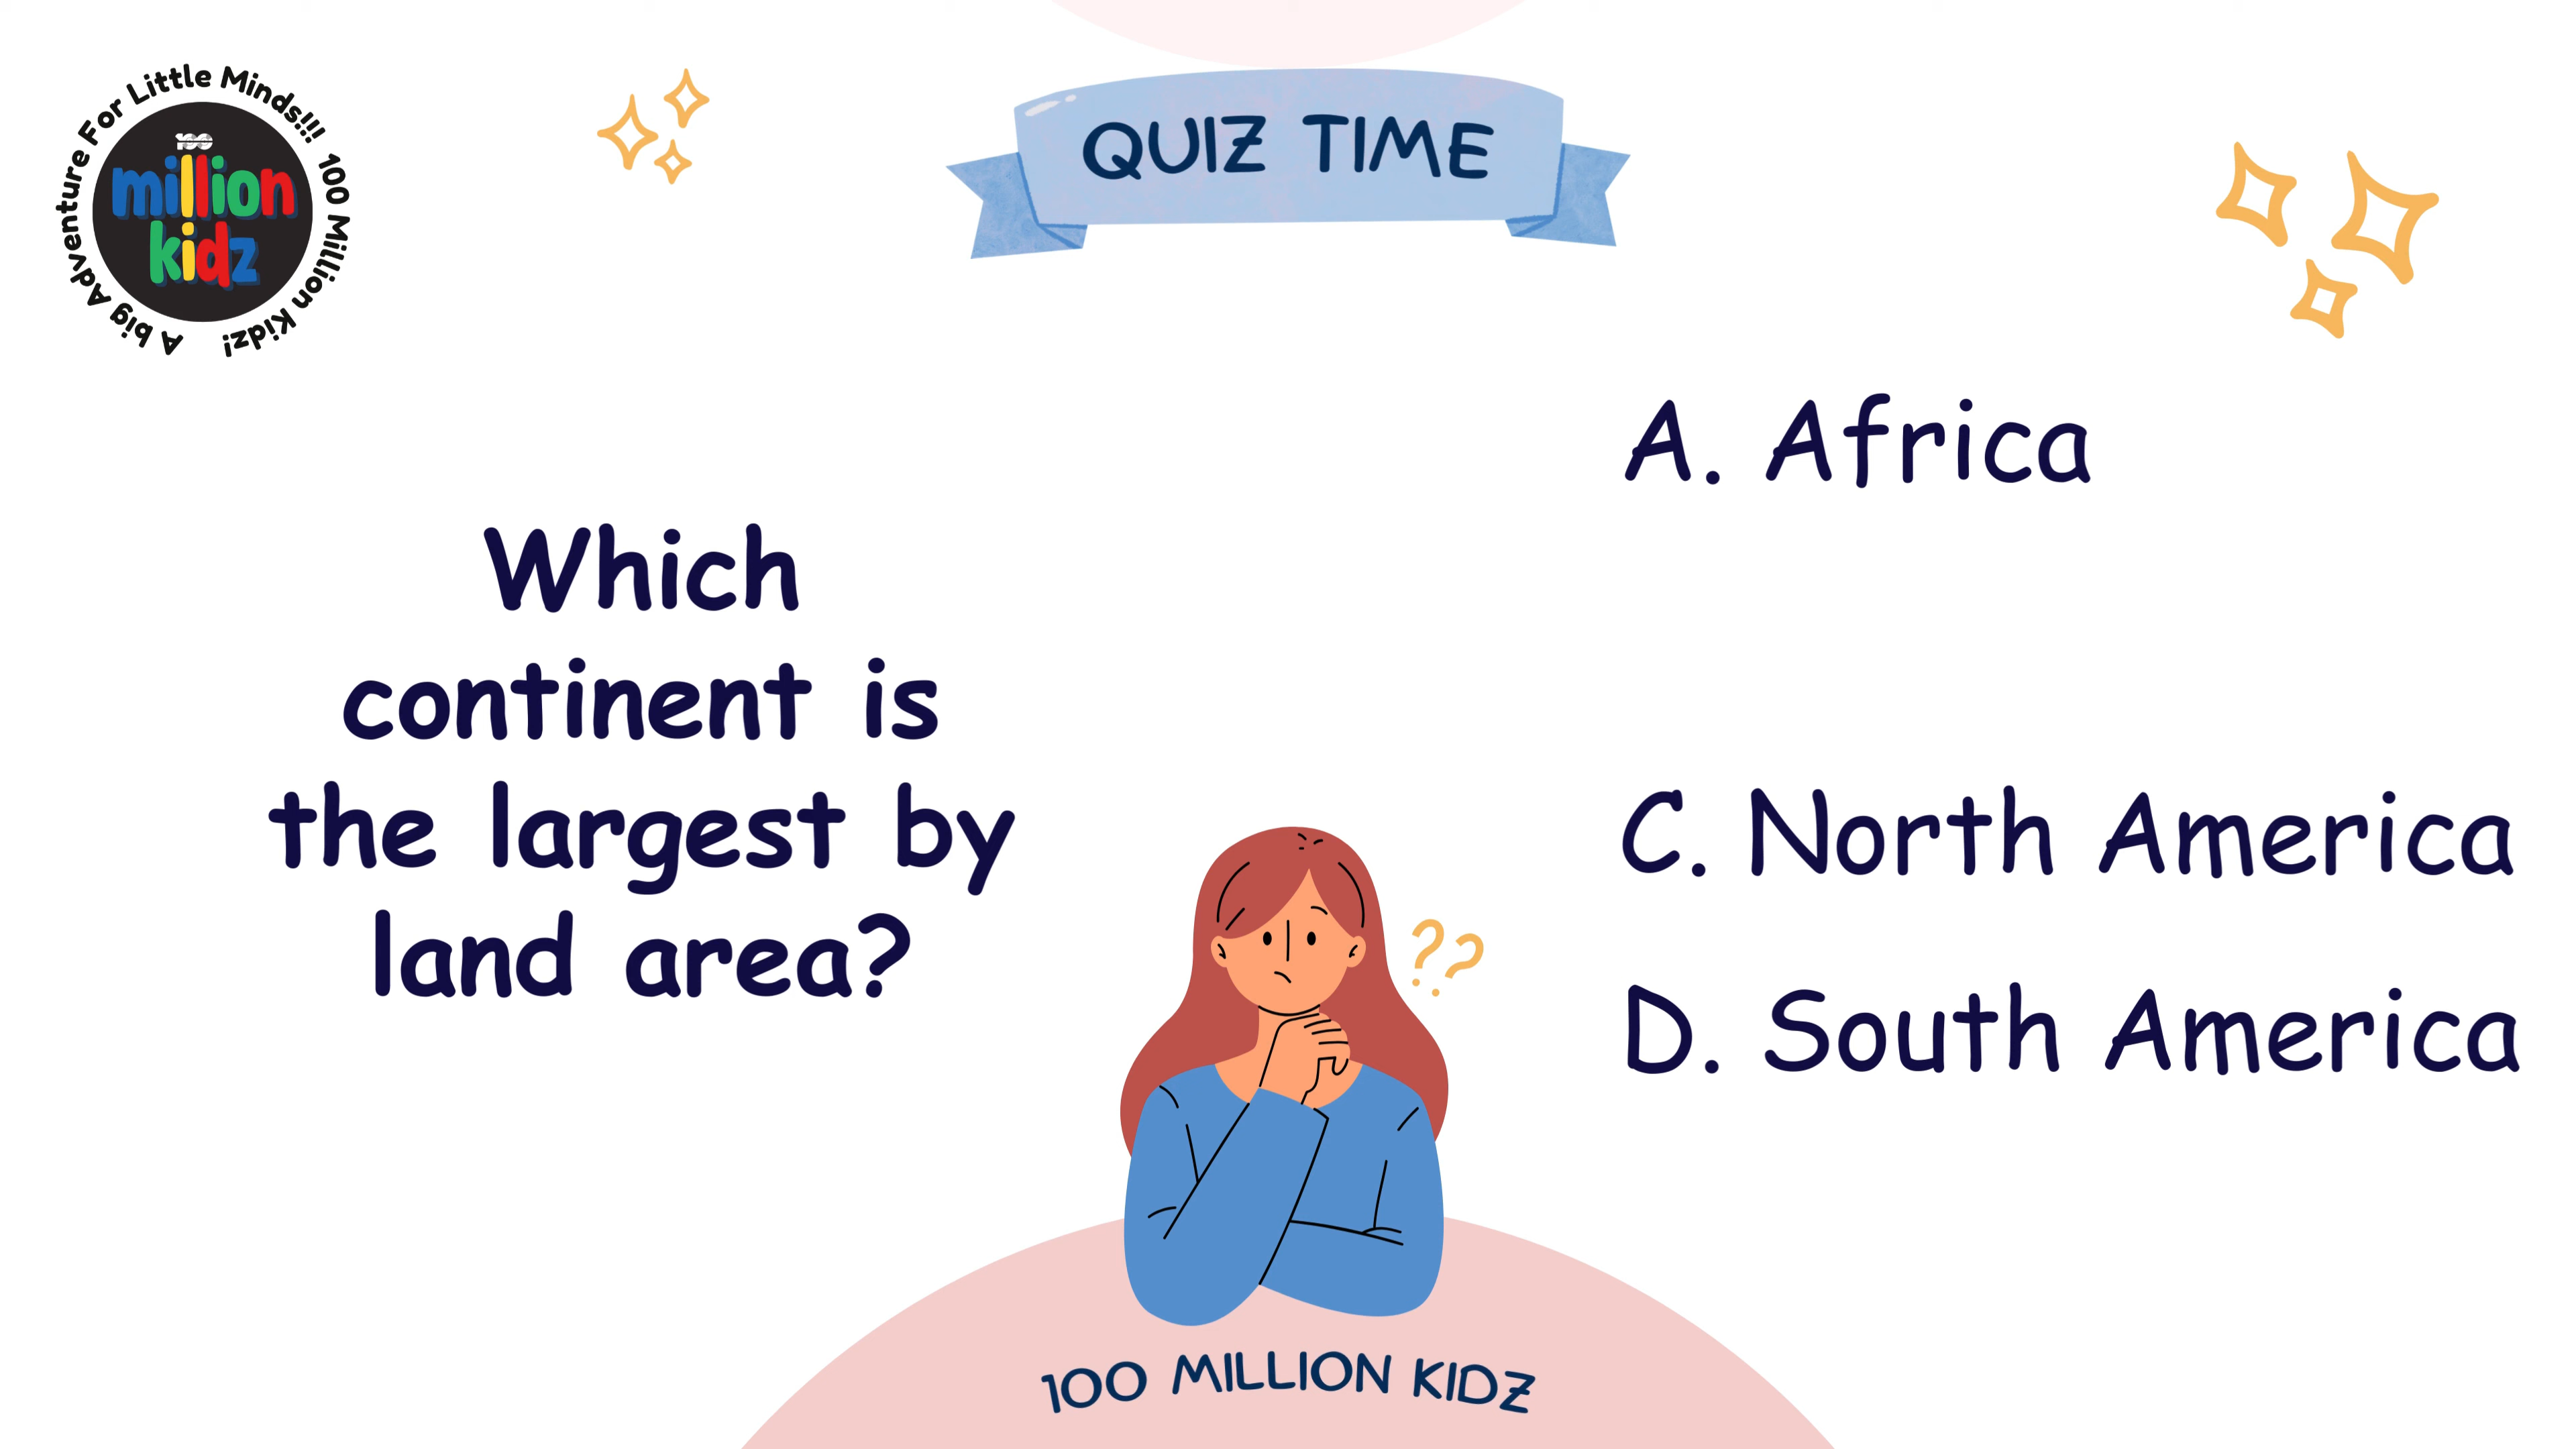 A big Adventure For Little Minds!!! 100 Million Kidz!
100
million
kidz
QUIZ TIME
Which
continent is
the largest by
land area?
A. Africa
C. North America
D. South America
??
100 MILLION KIDZ